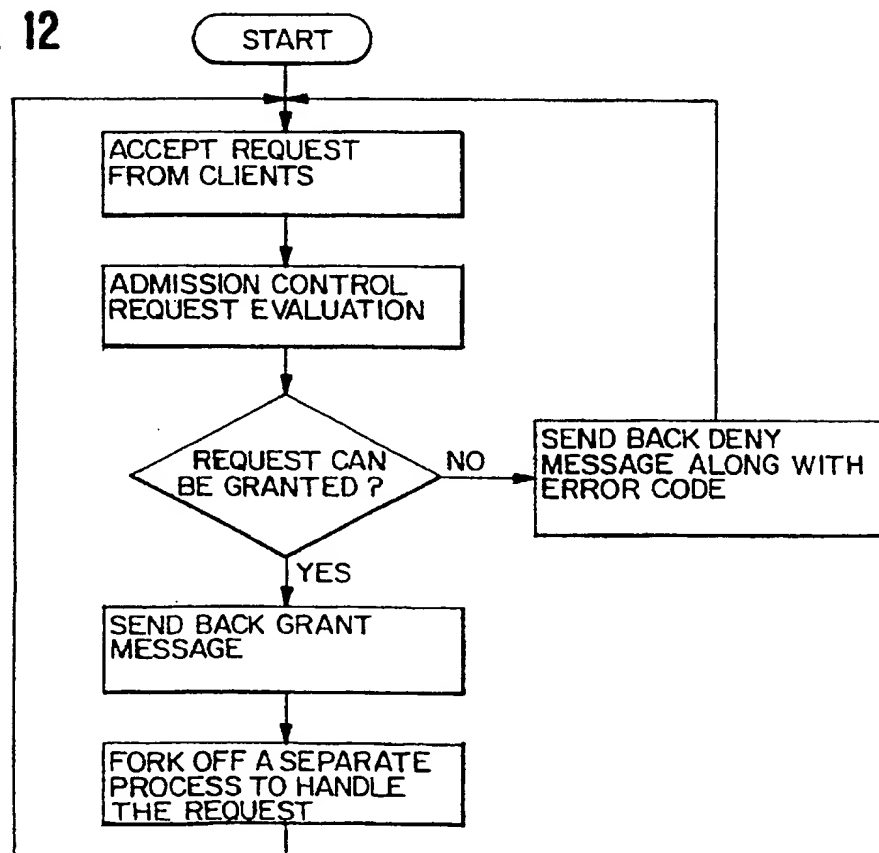 12
START
ACCEPT REQUEST
FROM CLIENTS
ADMISSION CONTROL
REQUEST EVALUATION
REQUEST CAN
BE GRANTED ?
NO
SEND BACK DENY
MESSAGE ALONG WITH
ERROR CODE
YES
SEND BACK GRANT
MESSAGE
FORK OFF A SEPARATE
PROCESS TO HANDLE
THE REQUEST